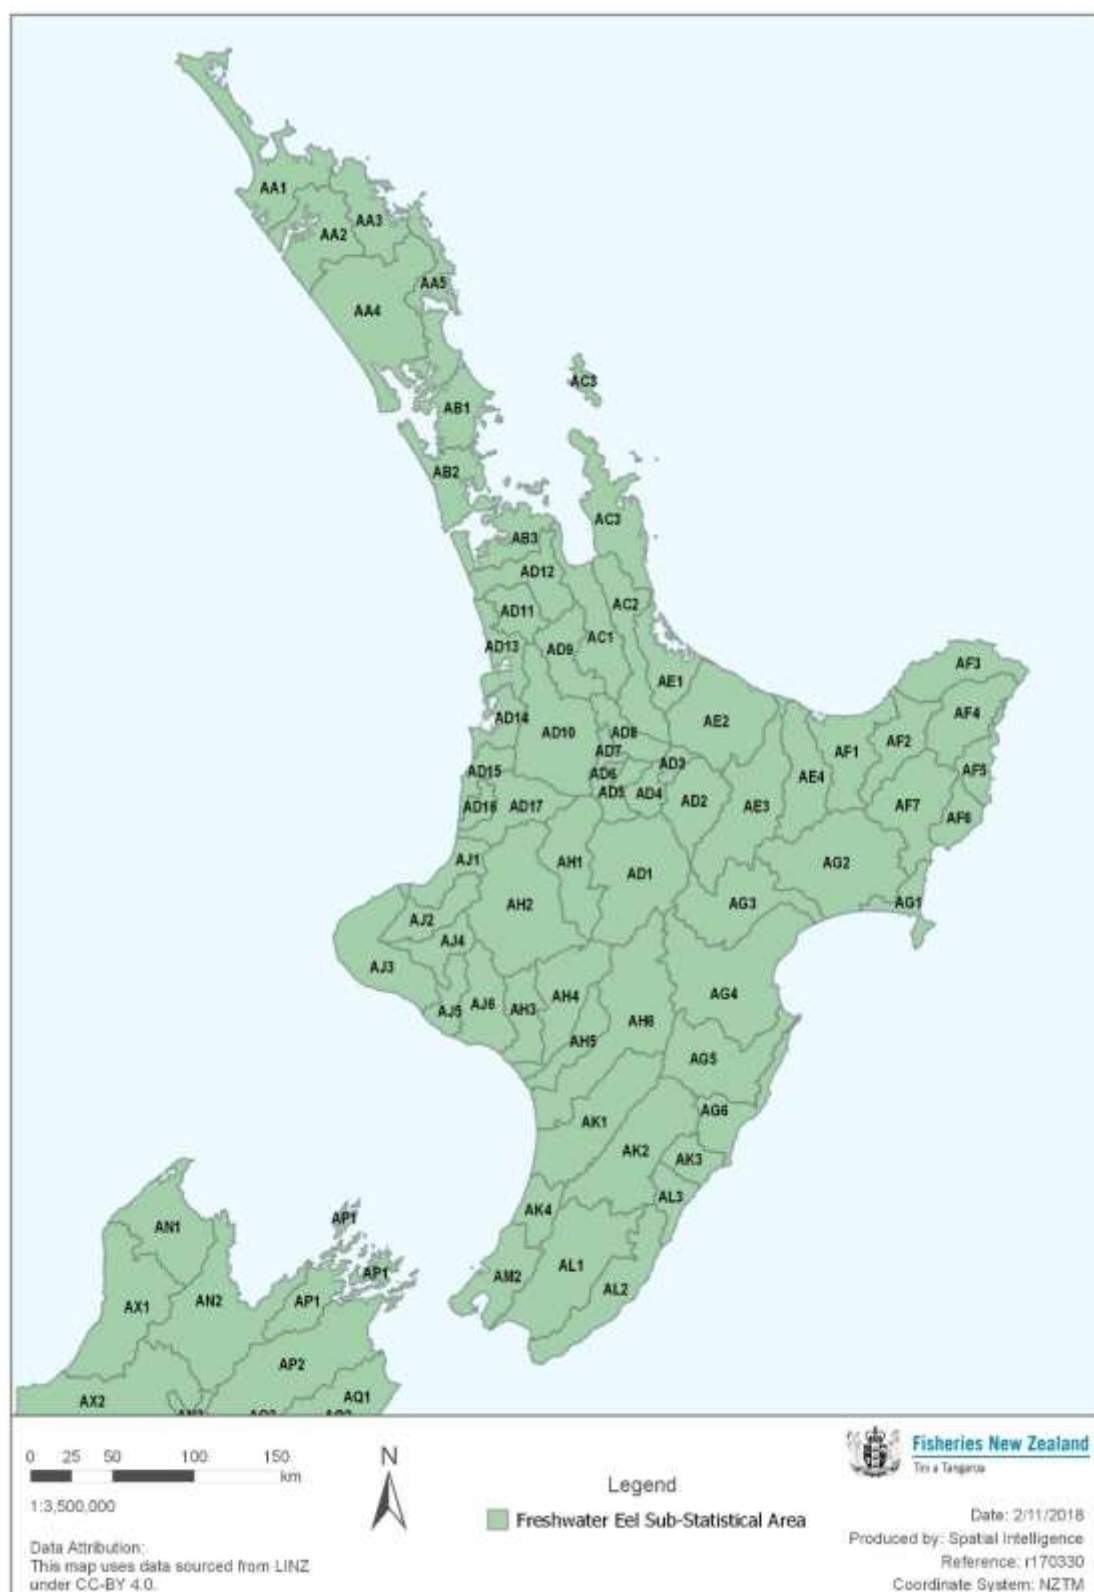 AA1
AA3
AA2
AA5
AA4
AC3
AB1
AB2
AC3
AB3
AD12
AC2
AD11
AC1
AD13
AD9
AF3
AE1
AF4
AD14
AE2
AD10
AD8
AF2
AD7
AF1
AD3
AF5
AD15
AD6
AE4
AD5
AD4
AD2
AD16
AD17
AE3
AF7
AF6
AJ1
AH1
AG2
AD1
AH2
AG3
AG1
AJ2
AJ4
AJ3
AG4
AH4
AJ6
AH3
AJ5
AH6
AH5
AG5
AG6
AK1
AK2
AK3
AL3
AK4
AP1
AN1
AL1
AP1
AM2
AL2
AN2
AP1
AX1
AP2
AQ1
AX2
0 25 50 100 150
km
1:3,500,000
N
Legend
Freshwater Eel Sub-Statistical Area
Data Attribution:
This map uses data sourced from LINZ
under CC-BY 4.0.
Fisheries New Zealand
Tini a Tangaroa
Date: 2/11/2018
Produced by: Spatial Intelligence
Reference: r170330
Coordinate System: NZTM